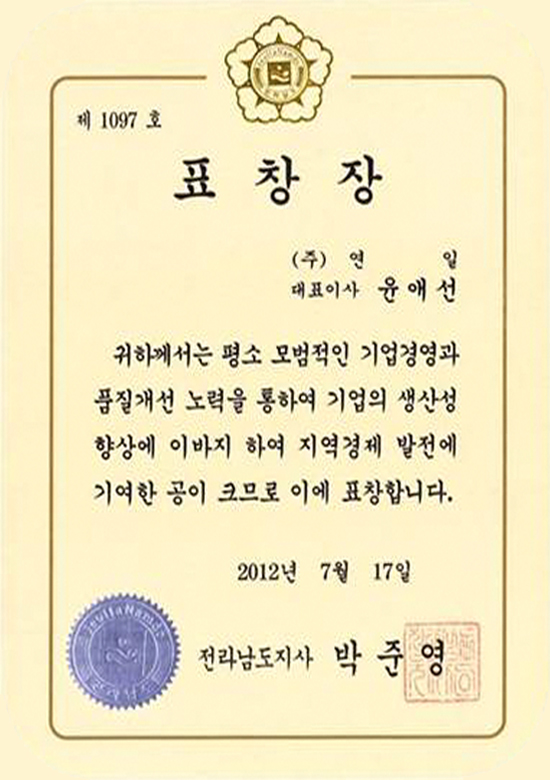 제 1097 호
표 창 장
(주) 연 일
대표이사 윤애선
귀하께서는 평소 모범적인 기업경영과
품질개선 노력을 통하여 기업의 생산성
향상에 이바지 하여 지역경제 발전에
기여한 공이 크므로 이에 표창합니다.
2012년 7월 17일
전라남도지사 박준영